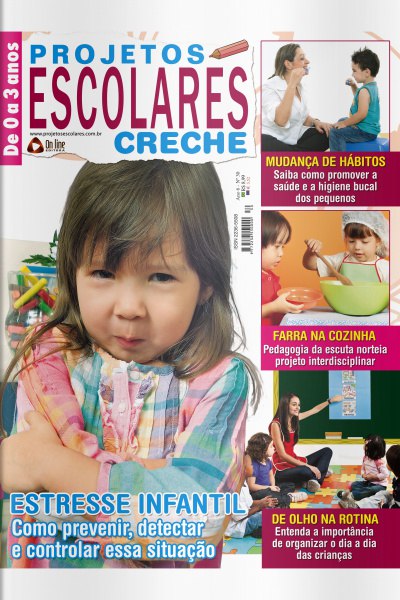 De 0 a 3 anos
PROJETOS
ESCOLARES
CRECHE
www.projetosescolares.com.br
On line
EDITORA
MUDANÇA DE HÁBITOS
Saiba como promover a
saúde e a higiene bucal
dos pequenos
FARRA NA COZINHA
Pedagogia da escuta norteia
projeto interdisciplinar
DE OLHO NA ROTINA
Entenda a importância
de organizar o dia a dia
das crianças
ESTRESSE INFANTIL
Como prevenir, detectar
e controlar essa situação